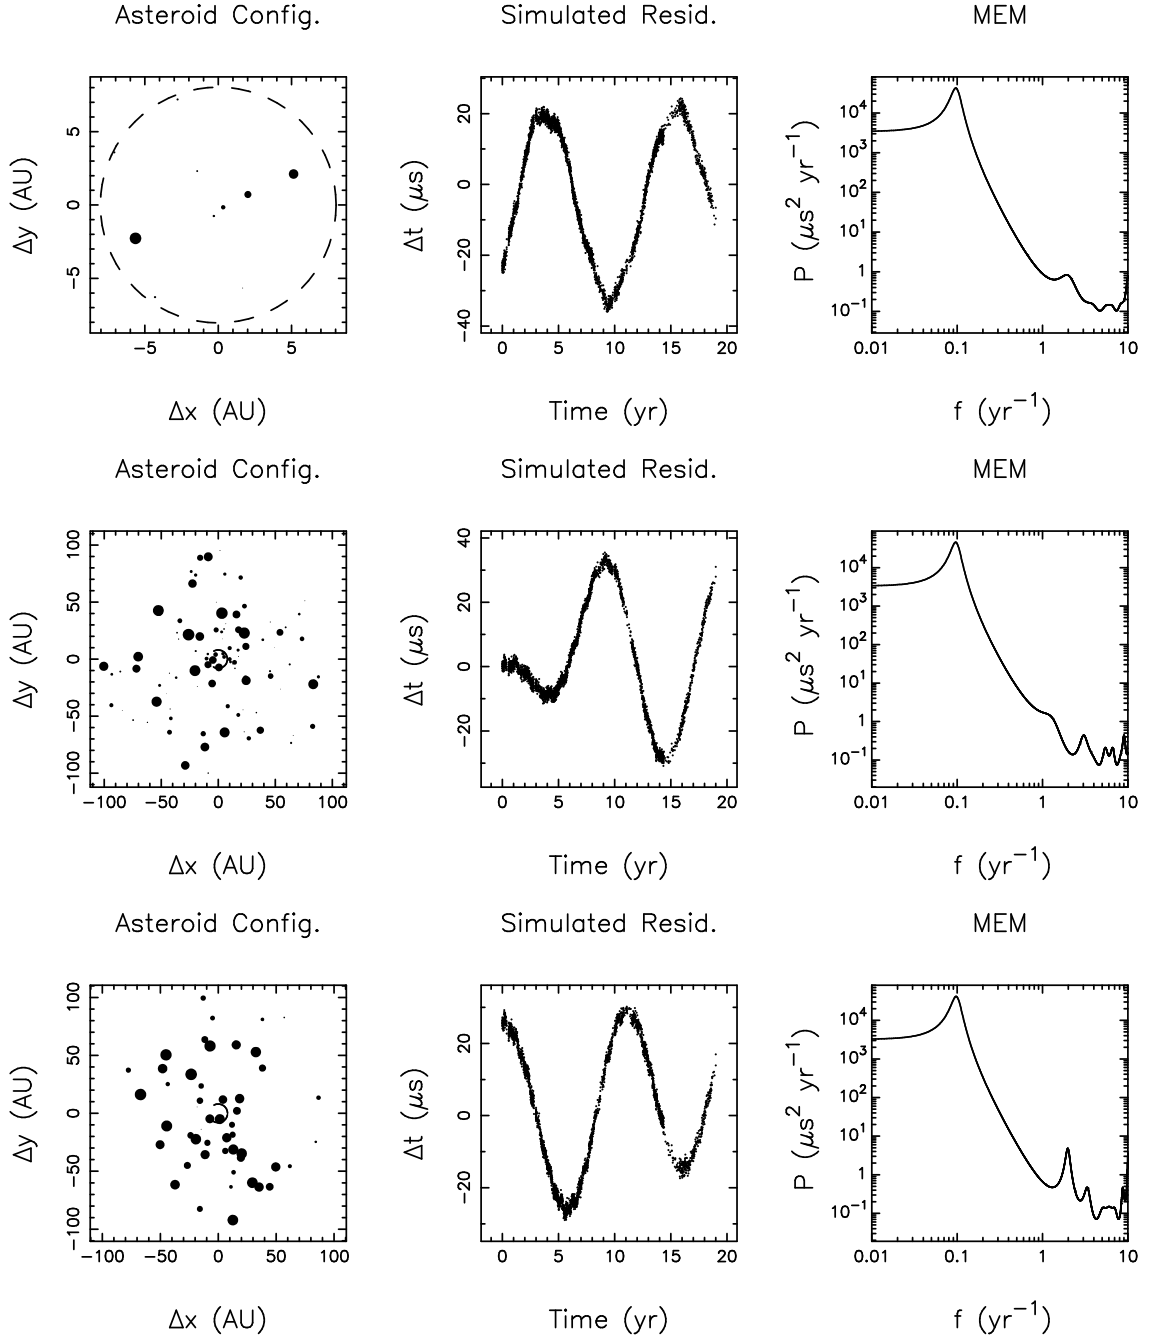 Asteroid Config. Simulated Resid. MEM
Δy (AU) 5 0 −5
−5 0 5
Δx (AU)
Δt (μs) 20 0 −20 −40
0 5 10 15 20
Time (yr)
P (μs² yr⁻¹) 10⁴ 10³ 10² 10 1 10⁻¹
0.01 0.1 1 10
f (yr⁻¹)
Asteroid Config. Simulated Resid. MEM
Δy (AU) 100 50 0 −50 −100
−100 −50 0 50 100
Δx (AU)
Δt (μs) 40 20 0 −20
0 5 10 15 20
Time (yr)
P (μs² yr⁻¹) 10⁴ 10³ 100 10 1 10⁻¹
0.01 0.1 1 10
f (yr⁻¹)
Asteroid Config. Simulated Resid. MEM
Δy (AU) 100 50 0 −50 −100
−100 −50 0 50 100
Δx (AU)
Δt (μs) 20 0 −20
0 5 10 15 20
Time (yr)
P (μs² yr⁻¹) 10⁴ 10³ 100 10 1 10⁻¹
0.01 0.1 1 10
f (yr⁻¹)